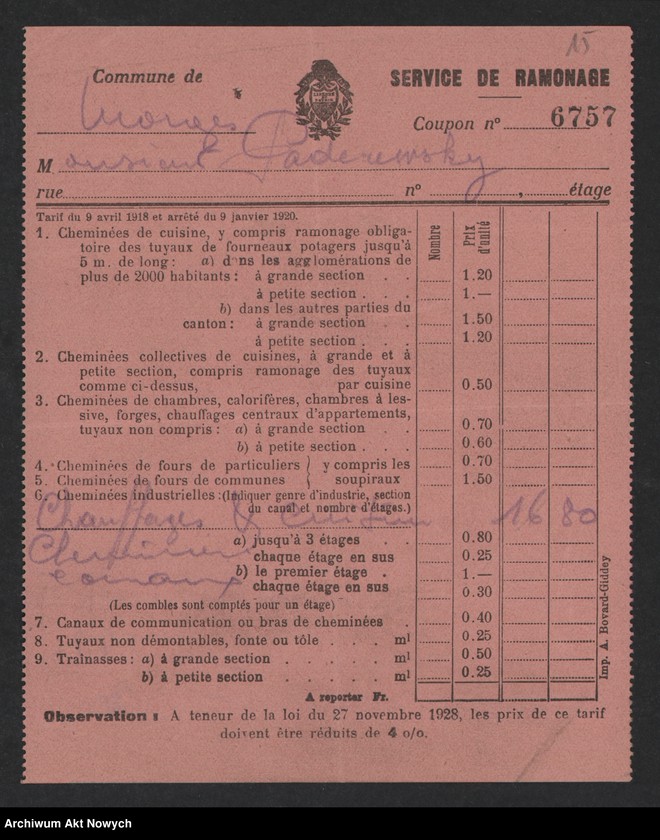 15
Commune de
SERVICE DE RAMONAGE
Morges
Coupon nº 6757
Monsieur Paderewsky
rue nº , étage
Tarif du 9 avril 1918 et arrêté du 9 janvier 1920.
Nombre
Prix d'unité
1. Cheminées de cuisine, y compris ramonage obliga-
toire des tuyaux de fourneaux potagers jusqu'à
5 m. de long: a) dans les agglomérations de
plus de 2000 habitants: à grande section . . 1.20
à petite section . . . 1.—
b) dans les autres parties du
canton: à grande section . . 1.50
à petite section . . . 1.20
2. Cheminées collectives de cuisines, à grande et à
petite section, compris ramonage des tuyaux
comme ci-dessus, par cuisine 0.50
3. Cheminées de chambres, calorifères, chambres à les-
sive, forges, chauffages centraux d'appartements,
tuyaux non compris: a) à grande section . . 0.70
b) à petite section . . . 0.60
4. Cheminées de fours de particuliers } y compris les 0.70
5. Cheminées de fours de communes { soupiraux 1.50
6. Cheminées industrielles: (Indiquer genre d'industrie, section
du canal et nombre d'étages.)
Chauffages & 16 80
a) jusqu'à 3 étages . . 0.80
chaque étage en sus 0.25
b) le premier étage . 1.—
chaque étage en sus 0.30
(Les combles sont comptés pour un étage)
7. Canaux de communication ou bras de cheminées . 0.40
8. Tuyaux non démontables, fonte ou tôle . . . . m¹ 0.25
9. Traînasses: a) à grande section . . . . . m¹ 0.50
b) à petite section . . . . . m¹ 0.25
A reporter Fr.
Imp. A. Bovard-Giddey
Observation: A teneur de la loi du 27 novembre 1928, les prix de ce tarif
doivent être réduits de 4 o/o.
Archiwum Akt Nowych